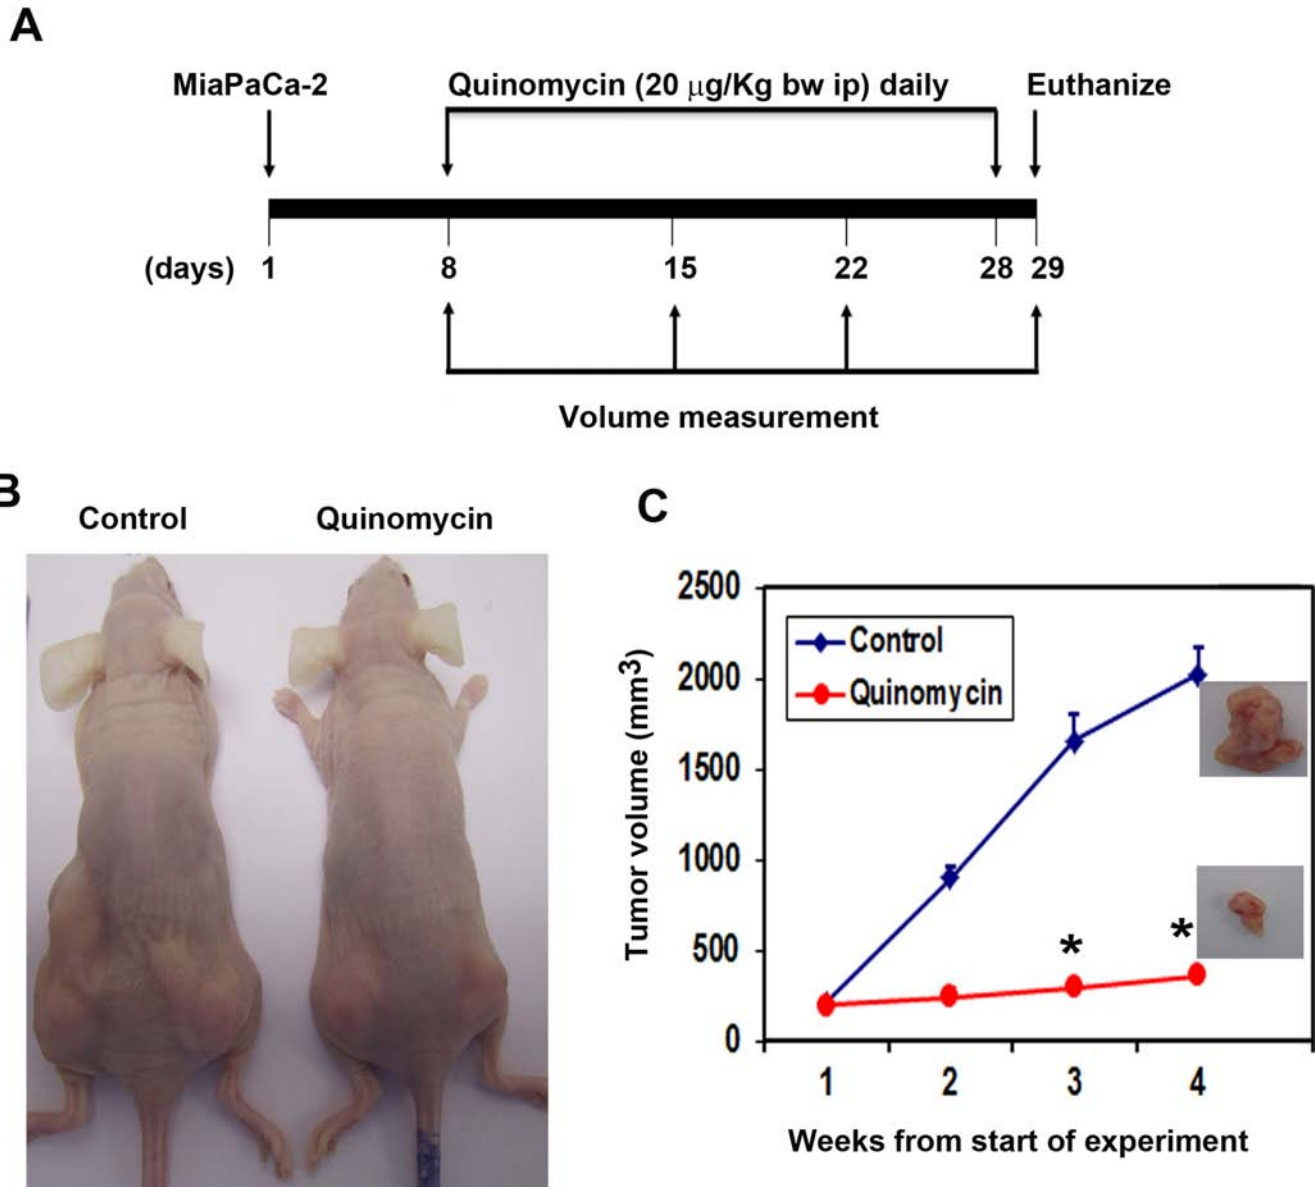 A
MiaPaCa-2 Quinomycin (20 µg/Kg bw ip) daily Euthanize
(days) 1 8 15 22 28 29
Volume measurement
B
Control Quinomycin
C
2500
2000
1500
1000
500
0
Tumor volume (mm³)
Control
Quinomycin
*
*
1 2 3 4
Weeks from start of experiment